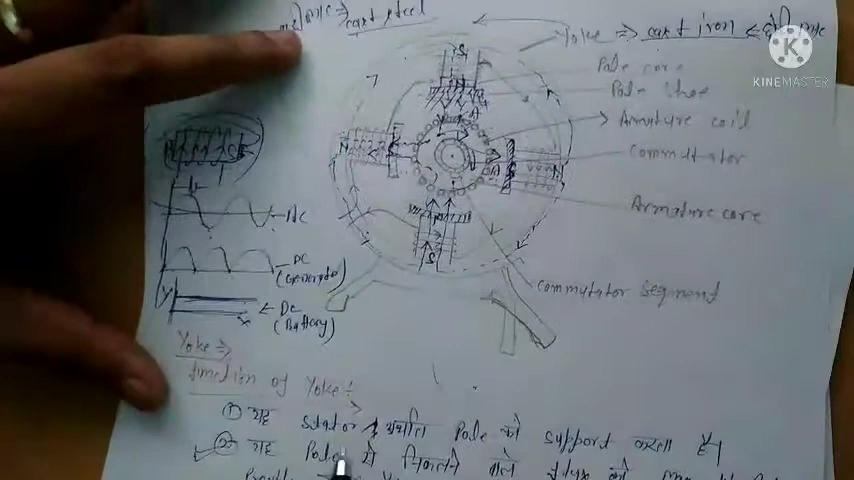 cast steel
Yoke ⇒ cast iron ⇐
KINEMASTER
Pole core
Pole shoe
Armature coil
Commutator
Armature core
Commutator Segment
AC
DC
(Generator)
DC
(Battery)
Yoke ⇒
function of Yoke ÷
① यह stator अर्थात Pole को support करता है।
② यह Pole से निकलने वाले